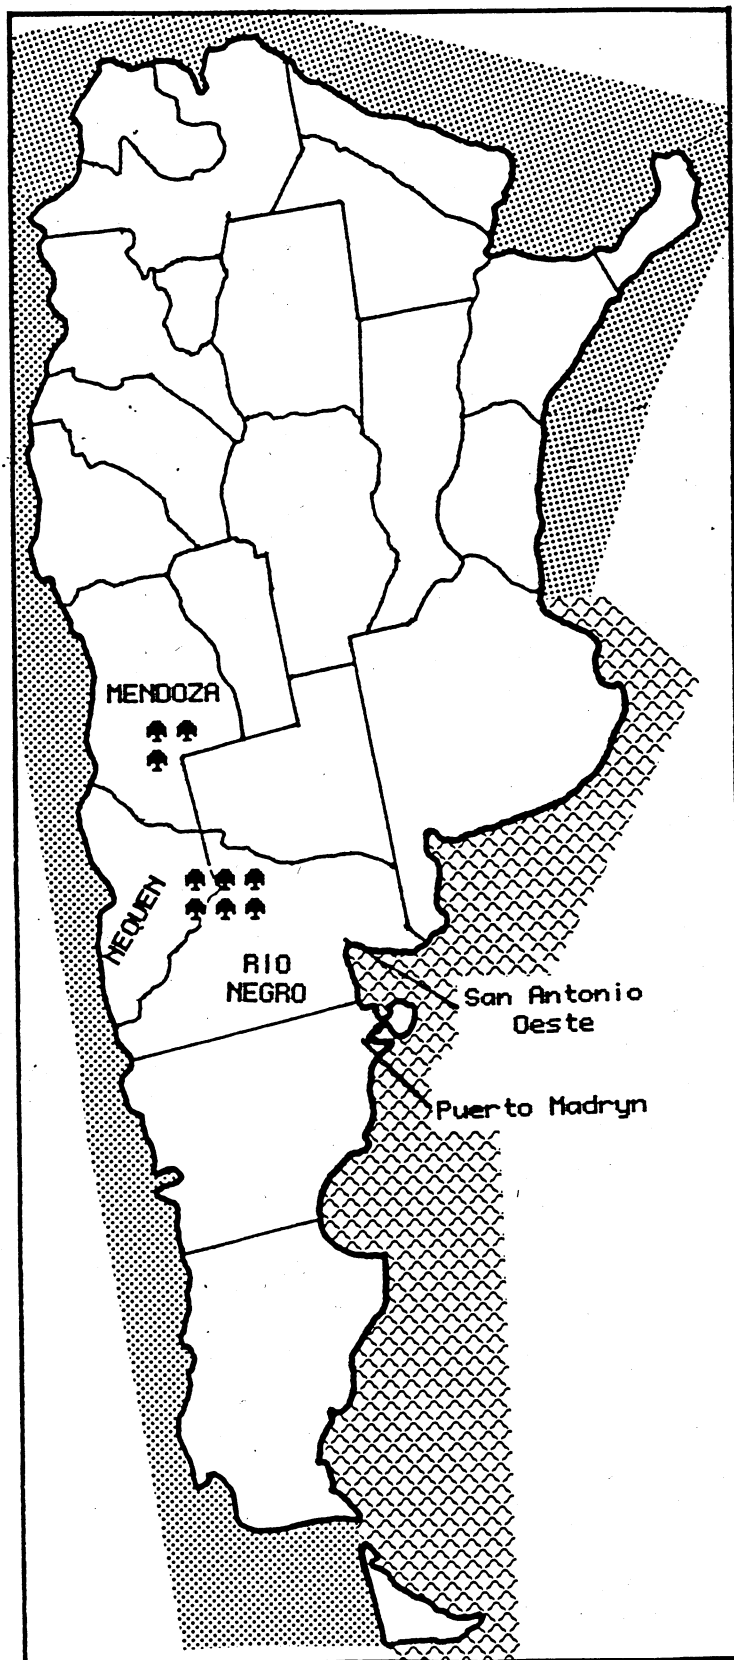 MENDOZA
NEQUEN
RIO
NEGRO
San Antonio
Oeste
Puerto Madryn